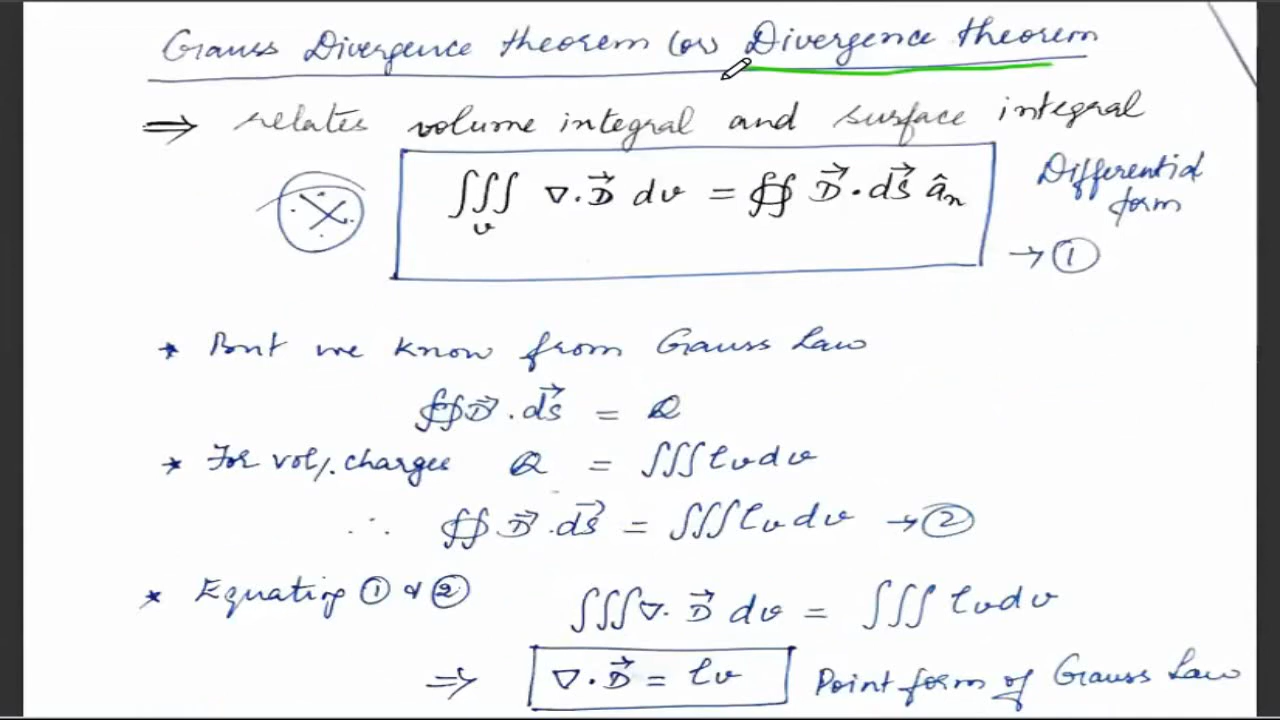 Gauss Divergence theorem (or) Divergence theorem
⇒ relates volume integral and surface integral
∭_v ∇·D⃗ dv = ∯ D⃗·ds⃗ â_n
Differential form
→ ①
* But we know from Gauss Law
∯ D⃗·ds⃗ = Q
* For vol/. charges Q = ∭ ρv dv
∴ ∯ D⃗·ds⃗ = ∭ ρv dv → ②
* Equating ① & ② ∭ ∇·D⃗ dv = ∭ ρv dv
⇒ ∇·D⃗ = ρv Point form of Gauss Law